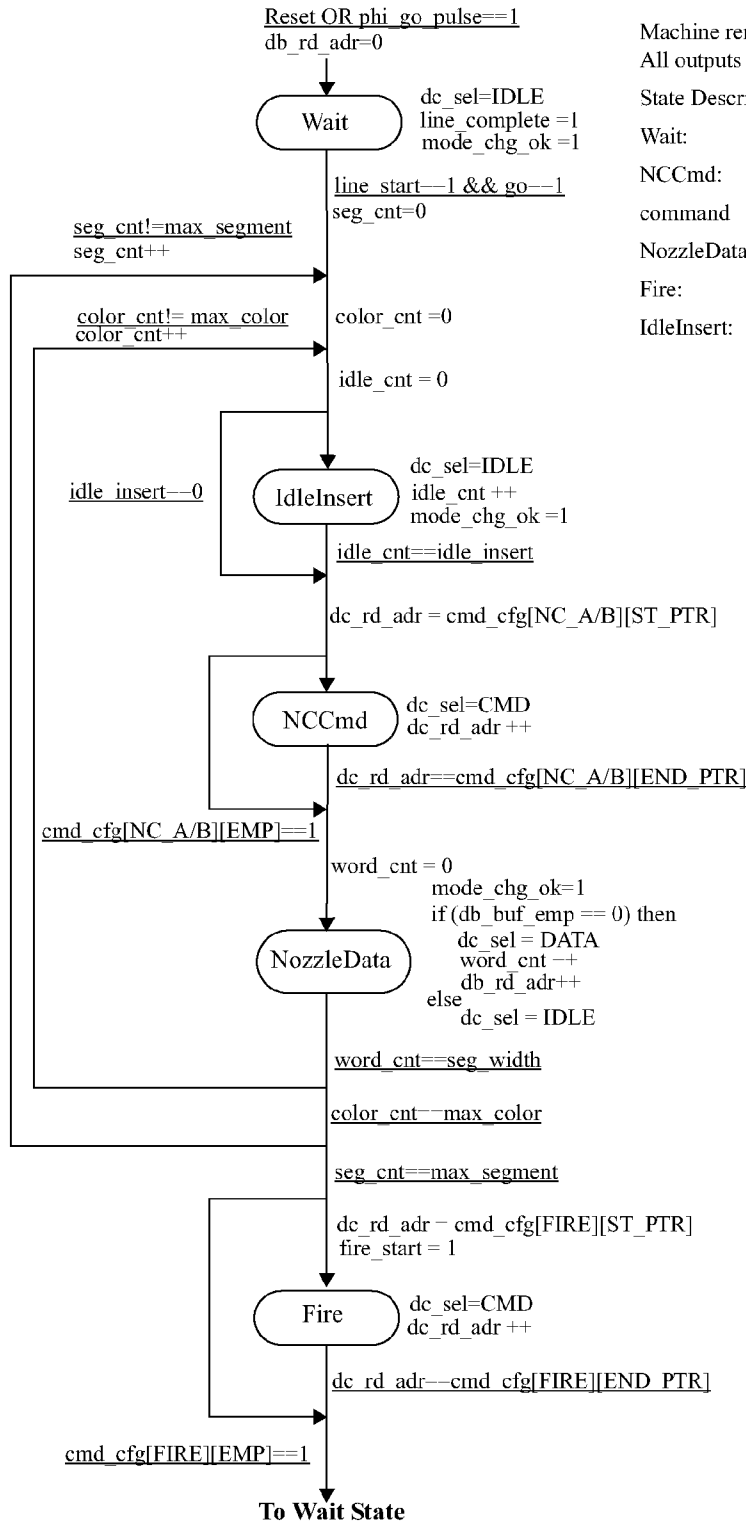 Reset OR phi_go_pulse==1
db_rd_adr=0
Machine rem
All outputs
State Descri
Wait:
NCCmd:
command
NozzleData
Fire:
IdleInsert:
Wait
dc_sel=IDLE
line_complete =1
mode_chg_ok =1
line_start==1 && go==1
seg_cnt=0
seg_cnt!=max_segment
seg_cnt++
color_cnt!= max_color
color_cnt++
color_cnt =0
idle_cnt = 0
idle_insert==0
IdleInsert
dc_sel=IDLE
idle_cnt ++
mode_chg_ok =1
idle_cnt==idle_insert
dc_rd_adr = cmd_cfg[NC_A/B][ST_PTR]
NCCmd
dc_sel=CMD
dc_rd_adr ++
dc_rd_adr==cmd_cfg[NC_A/B][END_PTR]
cmd_cfg[NC_A/B][EMP]==1
word_cnt = 0
mode_chg_ok=1
if (db_buf_emp == 0) then
dc_sel = DATA
word_cnt ++
db_rd_adr++
else
dc_sel = IDLE
NozzleData
word_cnt==seg_width
color_cnt==max_color
seg_cnt==max_segment
dc_rd_adr = cmd_cfg[FIRE][ST_PTR]
fire_start = 1
Fire
dc_sel=CMD
dc_rd_adr ++
dc_rd_adr==cmd_cfg[FIRE][END_PTR]
cmd_cfg[FIRE][EMP]==1
To Wait State